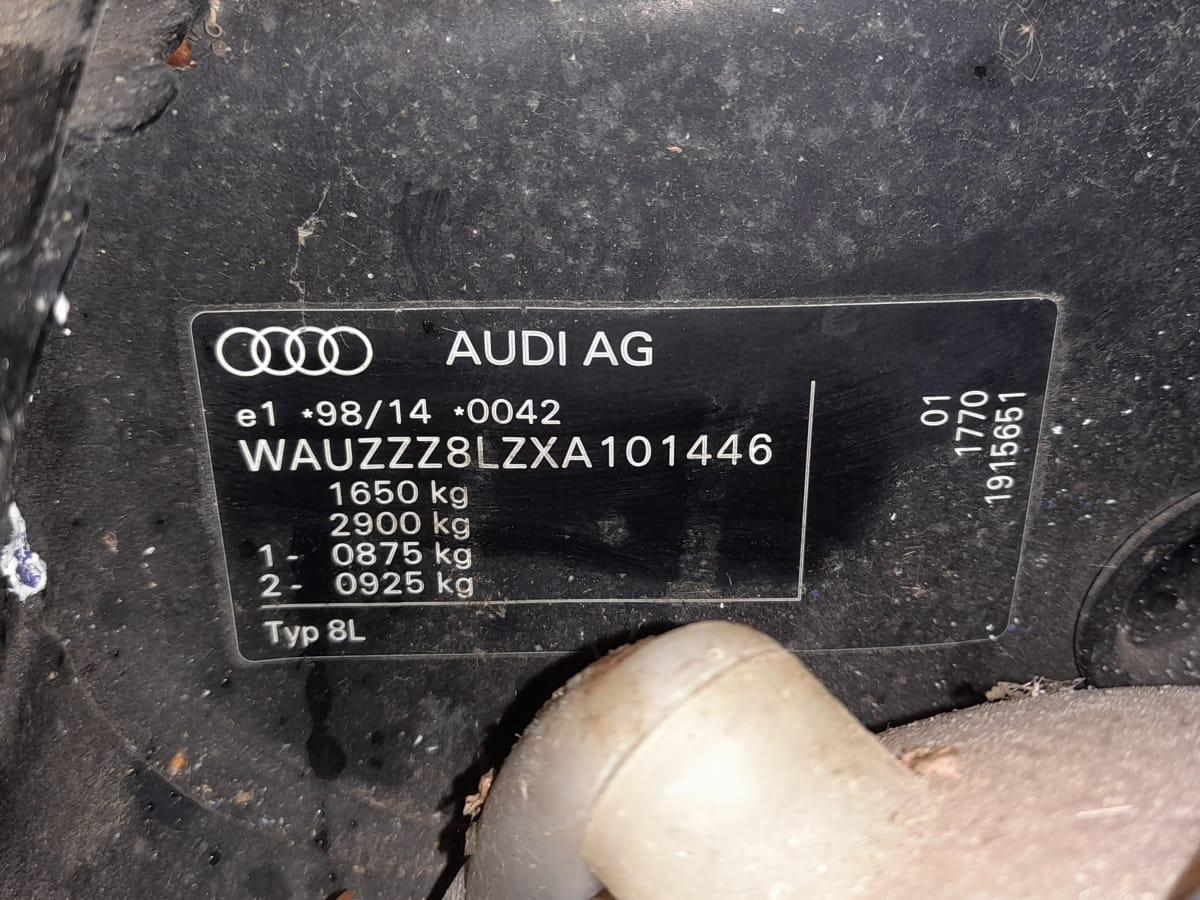 AUDI AG
e1 *98/14 *0042
WAUZZZ8LZXA101446
1650 kg
2900 kg
1- 0875 kg
2- 0925 kg
Typ 8L
01
1770
1915651